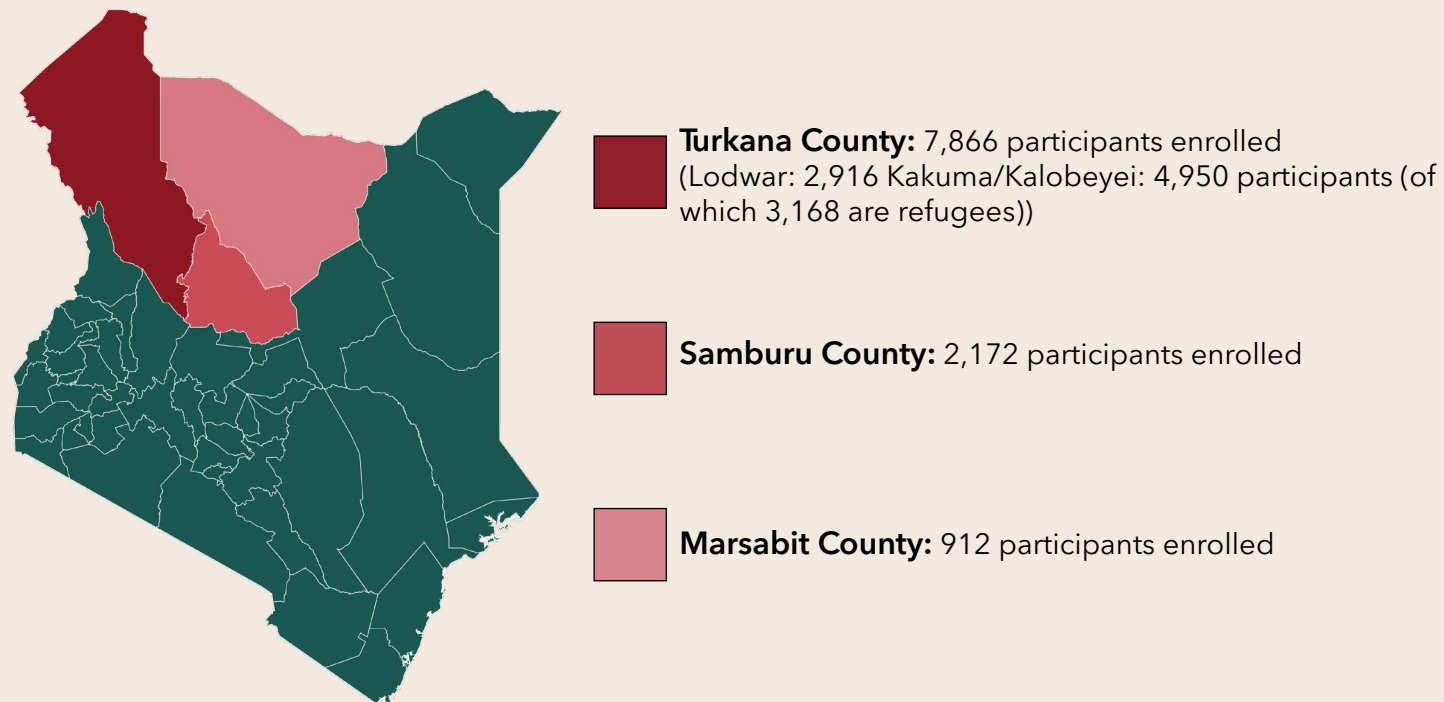 Turkana County: 7,866 participants enrolled
(Lodwar: 2,916 Kakuma/Kalobeyei: 4,950 participants (of
which 3,168 are refugees))
Samburu County: 2,172 participants enrolled
Marsabit County: 912 participants enrolled